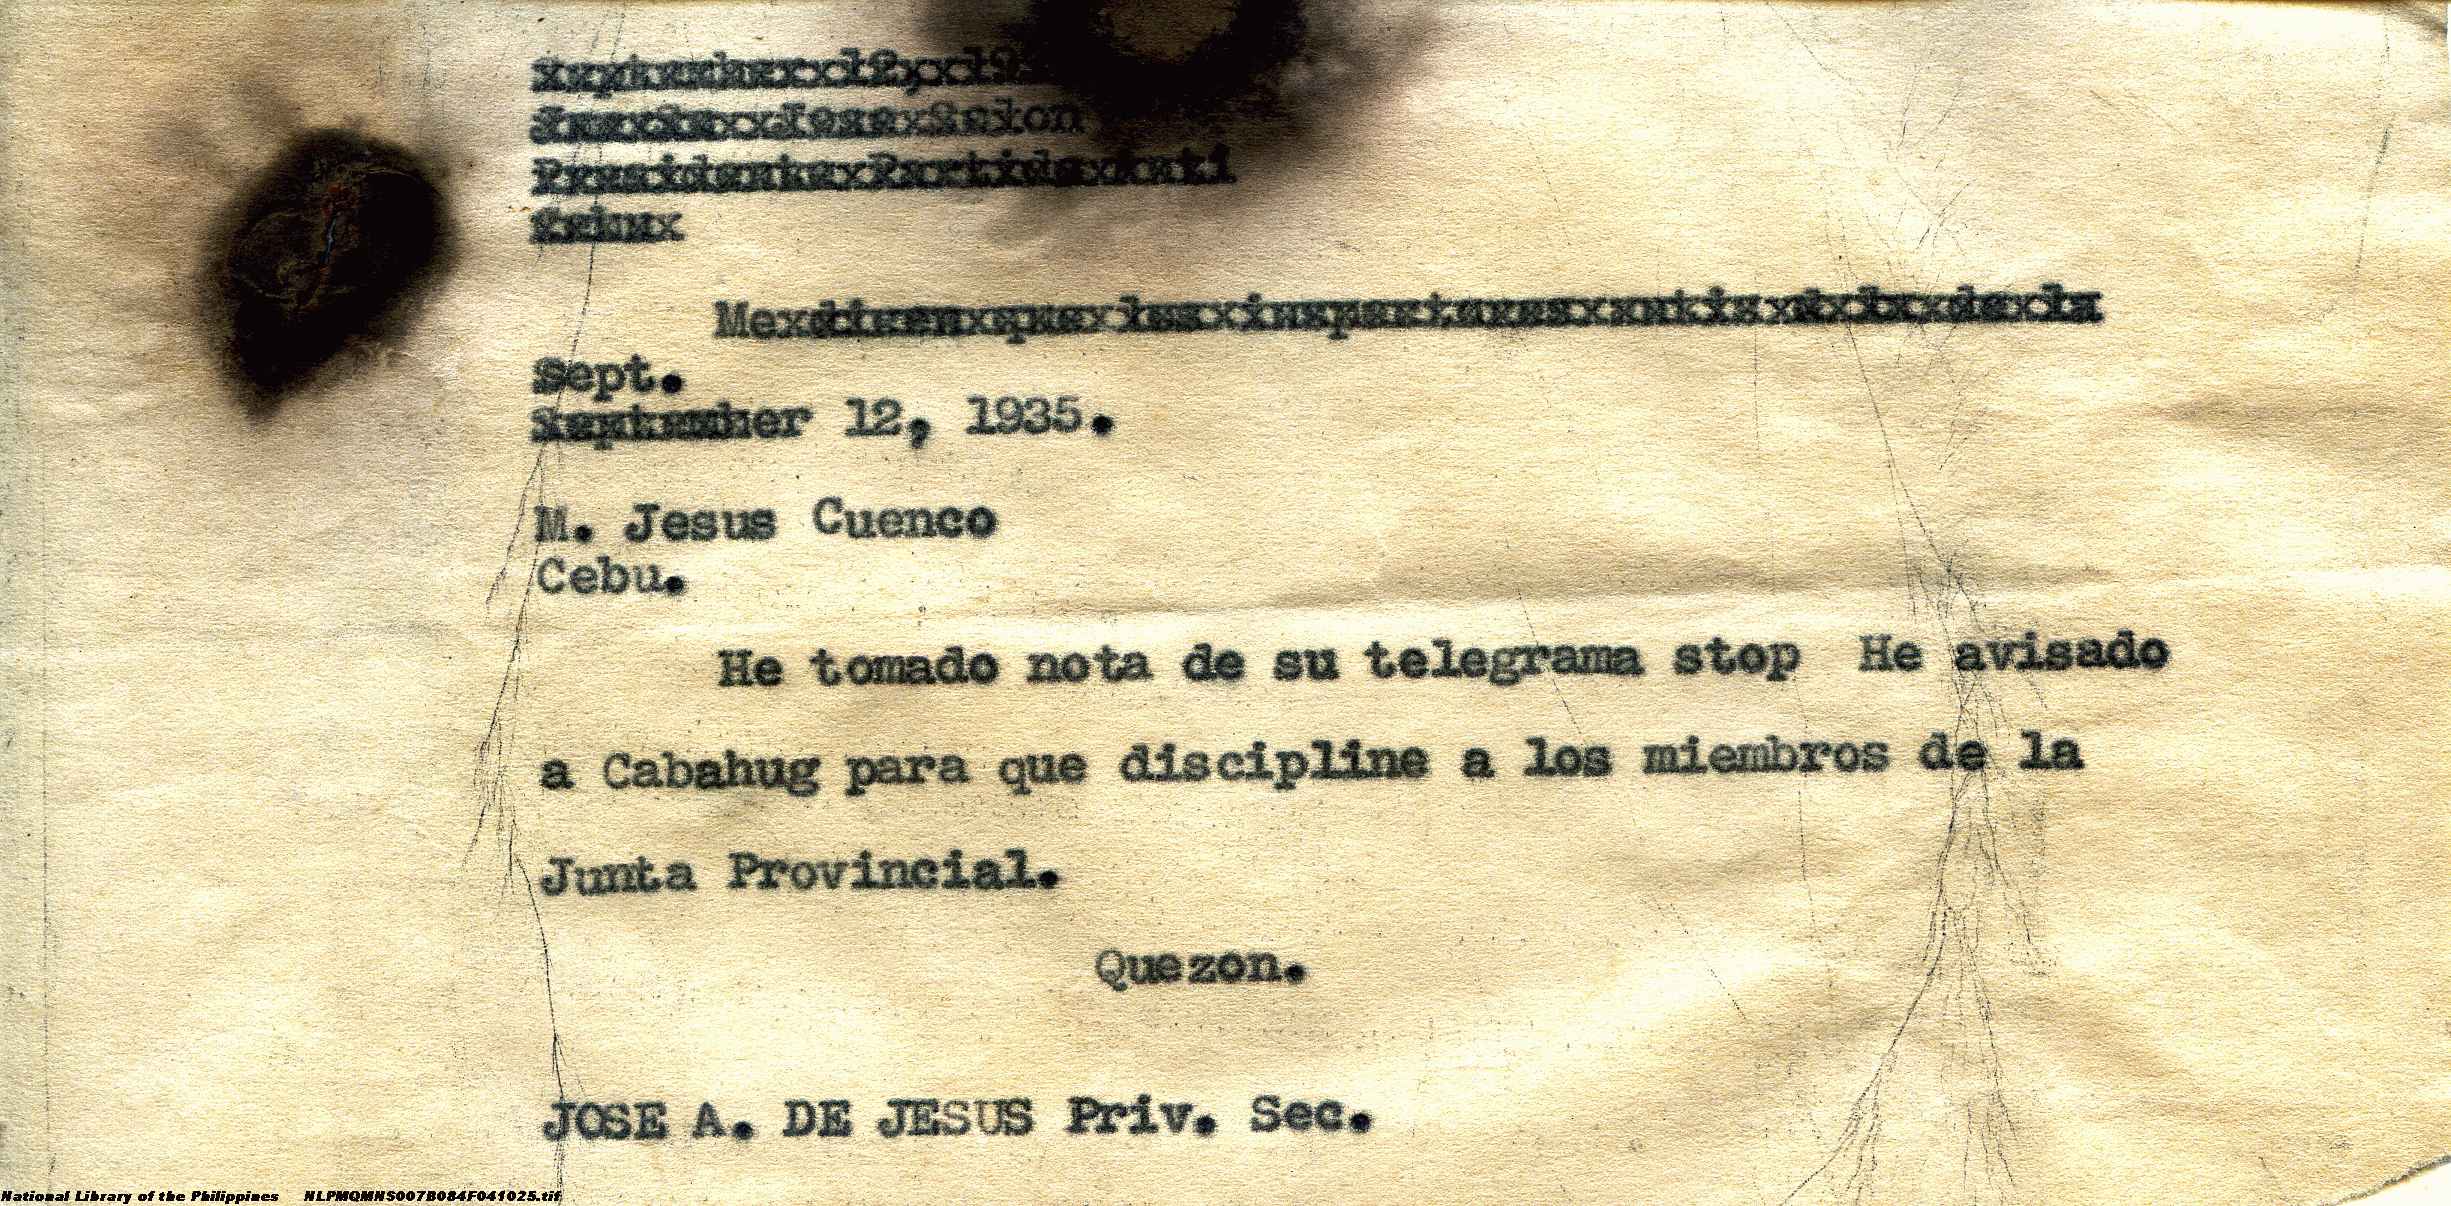 Sept.
12, 1935.
M. Jesus Cuenco
Cebu.
He tomado nota de su telegrama stop He avisado
a Cabahug para que discipline a los miembros de la
Junta Provincial.
Quezon.
JOSE A. DE JESUS Priv. Sec.
National Library of the Philippines NLPMQMNS007B084F041025.tif